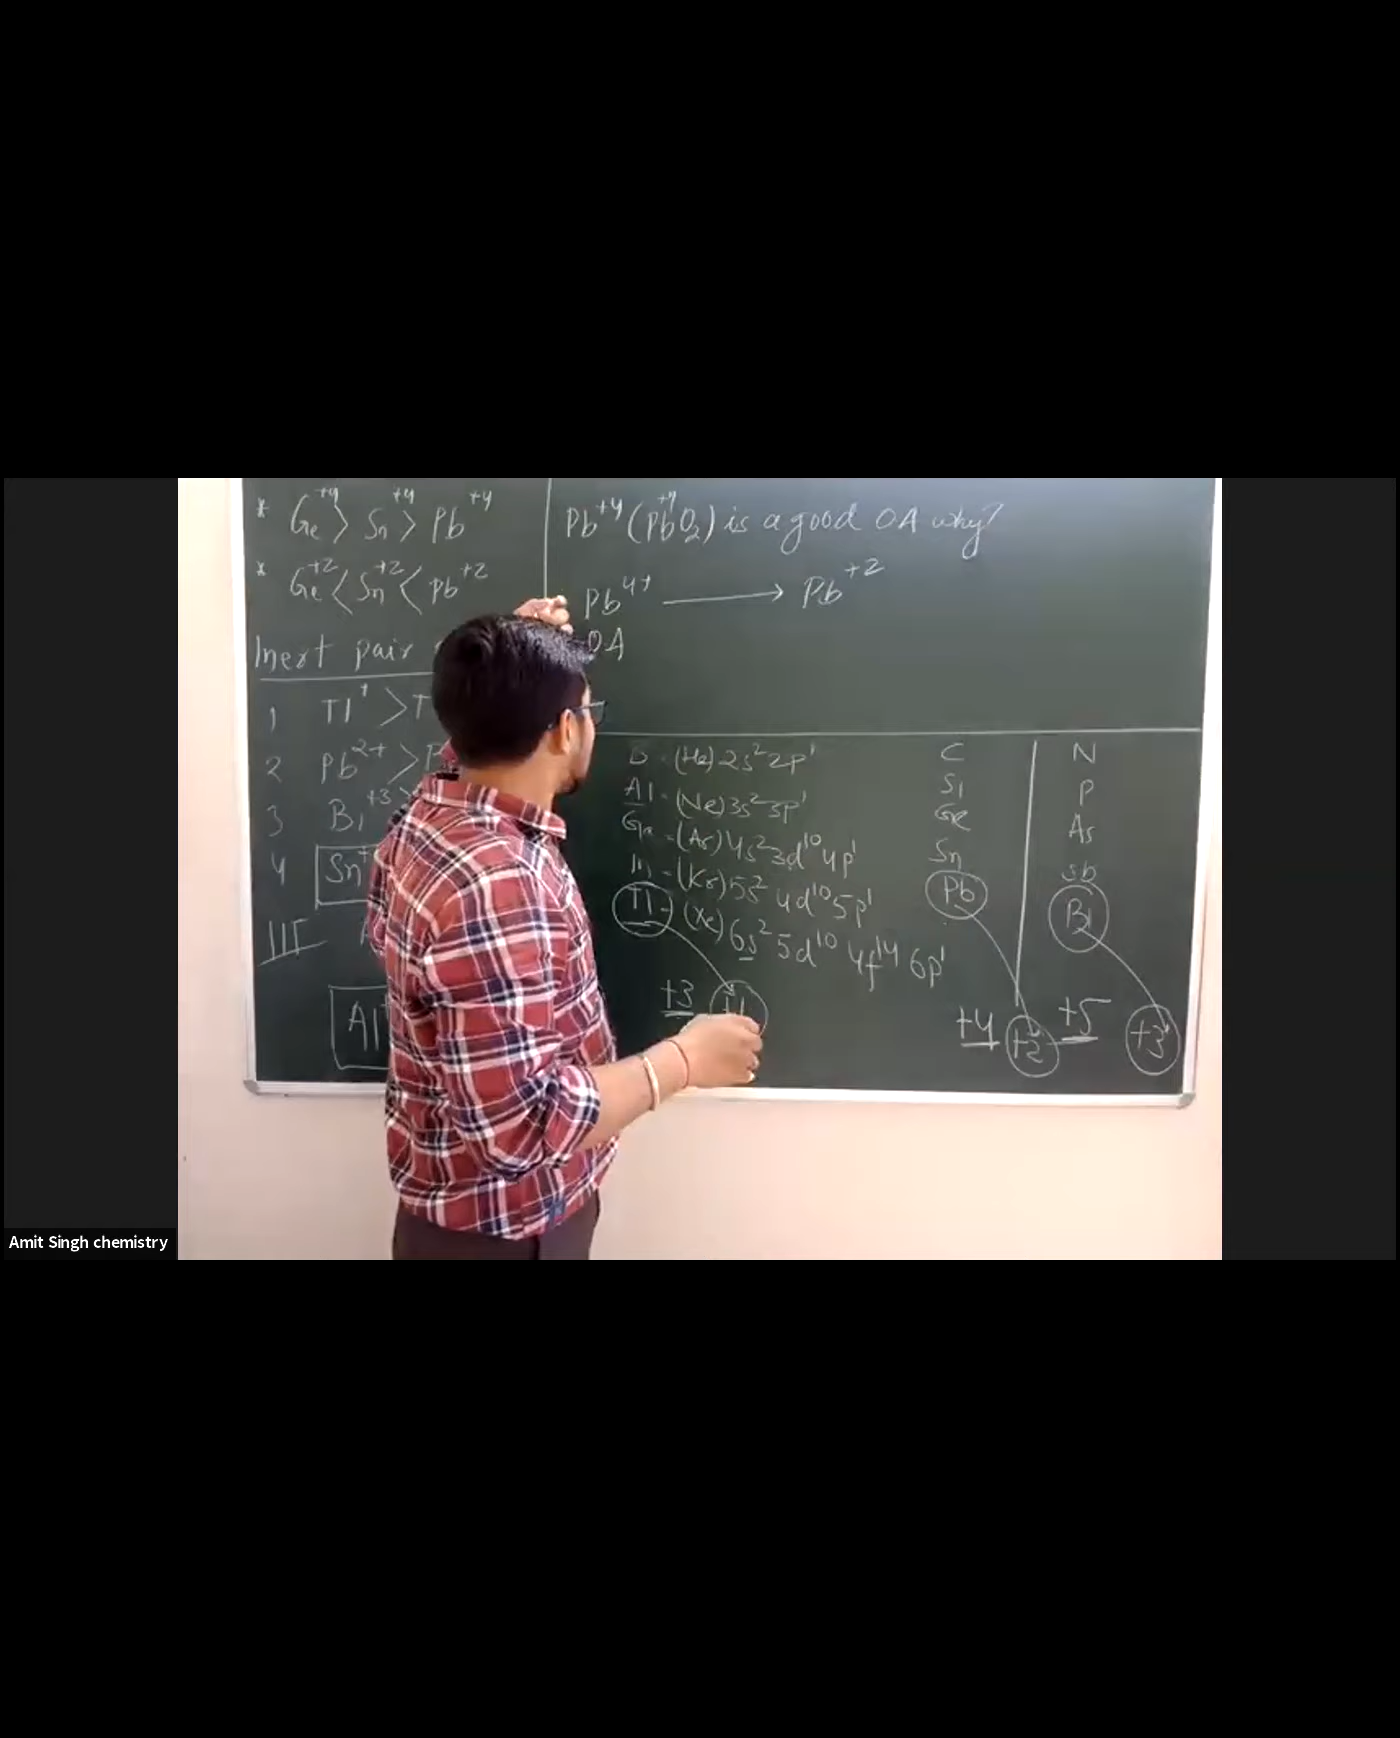 * Ge+4 > Sn+4 > Pb+4
* Ge+2 < Sn+2 < Pb+2
Inert pair
1 Tl+ > T
2 Pb2+ > P
3 Bi+3 >
4 Sn+
III A
Al+
Pb+4 (Pb+4O2) is a good OA why?
Pb4+ → Pb+2
OA
B - (He) 2s2 2p1
Al - (Ne) 3s2 3p1
(Ar) 4s2 3d10 4p1
In = (Kr) 5s2 4d10 5p1
Tl - (Xe) 6s2 5d10 4f14 6p1
+3 +1
C
Si
Ge
Sn
Pb
+4 +2
N
P
As
Sb
Bi
+5 +3
Amit Singh chemistry